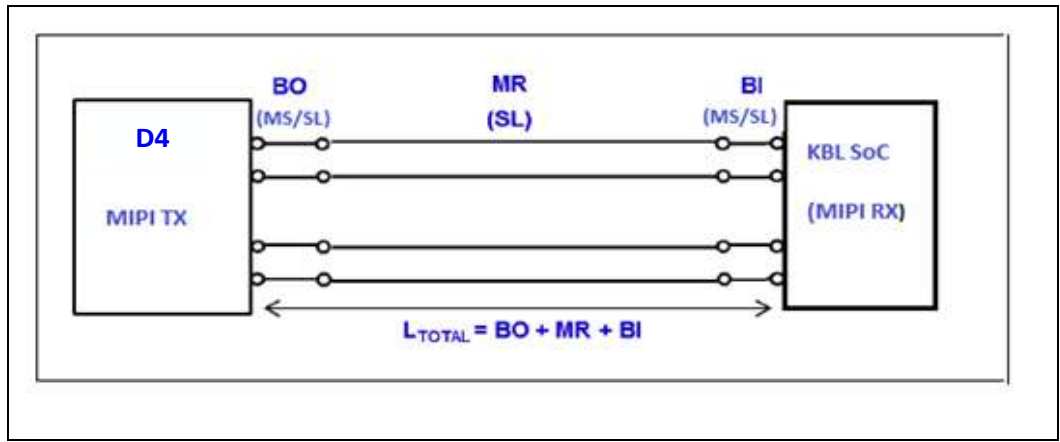 BO
(MS/SL)
MR
(SL)
BI
(MS/SL)
D4
MIPI TX
KBL SoC
(MIPI RX)
LTOTAL = BO + MR + BI